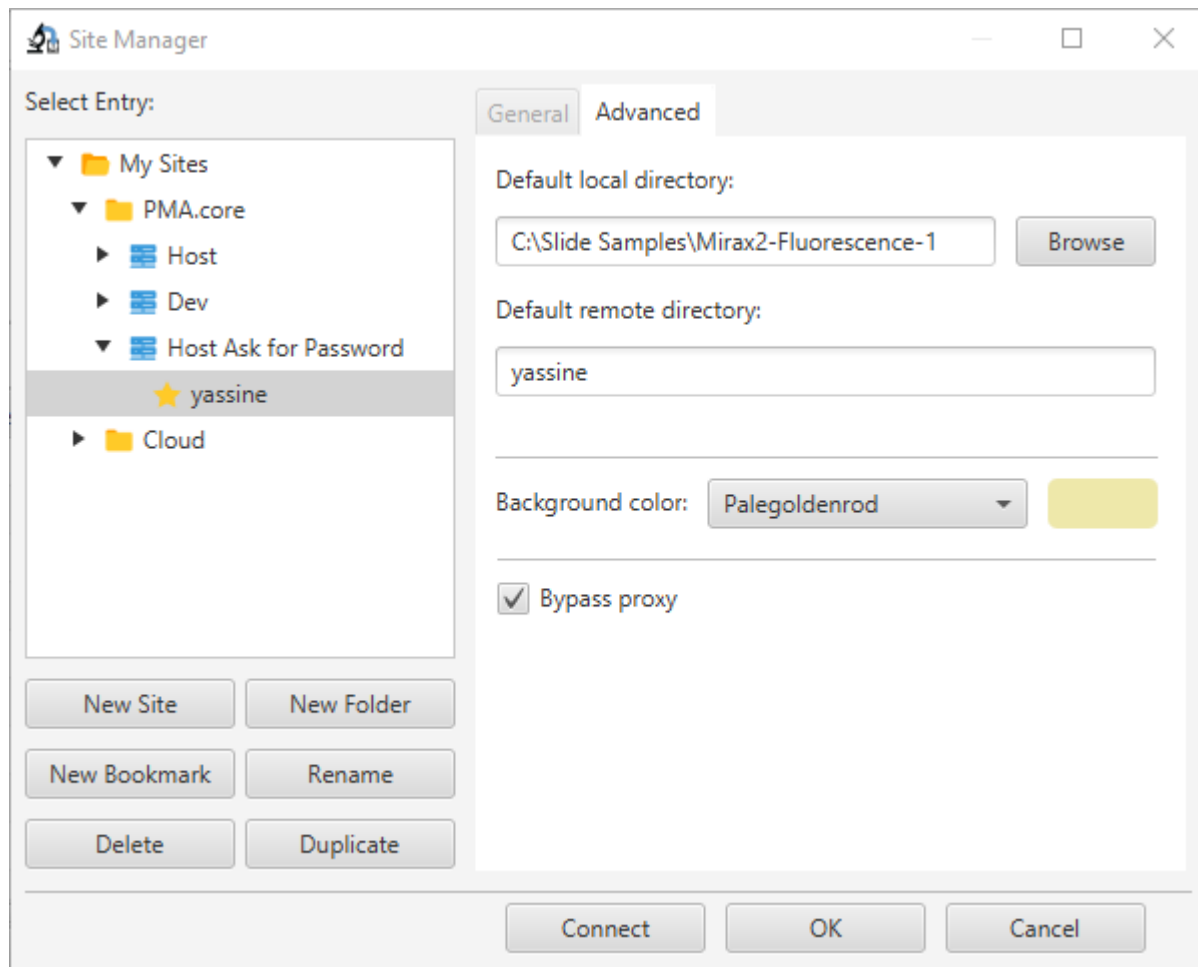 Site Manager
Select Entry:
General
Advanced
My Sites
PMA.core
Host
Dev
Host Ask for Password
yassine
Cloud
Default local directory:
C:\Slide Samples\Mirax2-Fluorescence-1
Browse
Default remote directory:
yassine
Background color:
Palegoldenrod
Bypass proxy
New Site
New Folder
New Bookmark
Rename
Delete
Duplicate
Connect
OK
Cancel